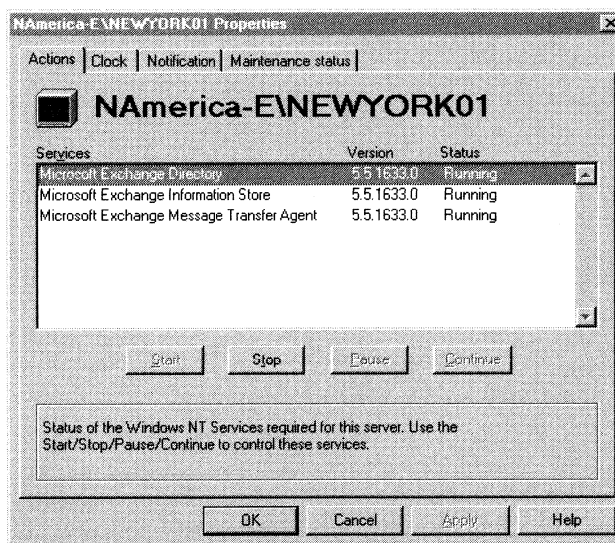 NAmerica-E\NEWYORK01 Properties
Actions Clock Notification Maintenance status
NAmerica-E\NEWYORK01
Services Version Status
Microsoft Exchange Directory 5.5.1633.0 Running
Microsoft Exchange Information Store 5.5.1633.0 Running
Microsoft Exchange Message Transfer Agent 5.5.1633.0 Running
Start Stop Pause Continue
Status of the Windows NT Services required for this server. Use the
Start/Stop/Pause/Continue to control these services.
OK Cancel Apply Help